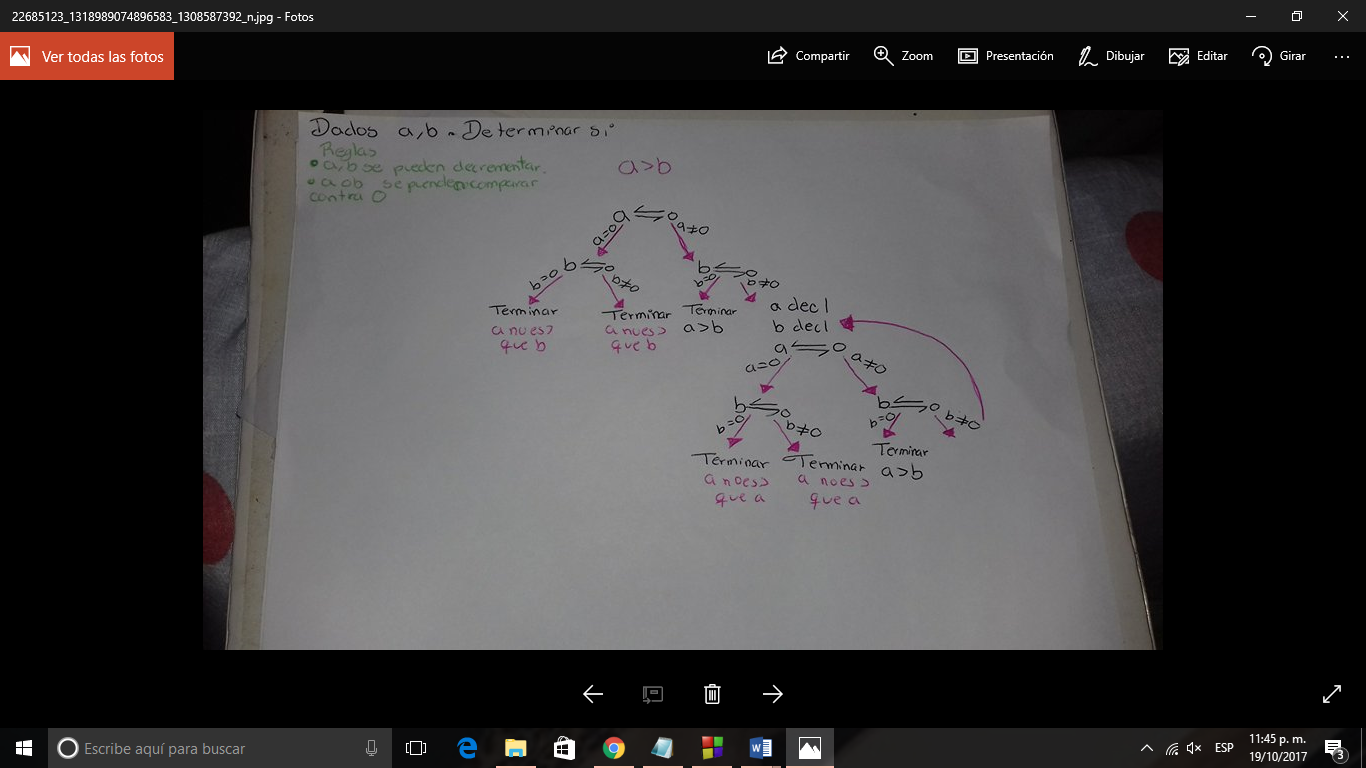 22685123_1318989074896583_1308587392_n.jpg - Fotos
Ver todas las fotos
Compartir
Zoom
Presentación
Dibujar
Editar
Girar
Dados a,b - Determinar si
Reglas
• a,b se pueden decrementar.
• a o b se pueden comparar
contra 0
a>b
a ⇌ 0
a=0 a≠0
b ⇌ 0 b ⇌ 0
b=0 b≠0 b=0 b≠0
Terminar Terminar Terminar a dec 1
a no es > a no es > a>b b dec 1
que b que b
a ⇌ 0
a=0 a≠0
b ⇌ 0 b ⇌ 0
b=0 b≠0 b=0 b≠0
Terminar Terminar Terminar
a no es > a no es > a>b
que a que a
Escribe aquí para buscar
ESP
11:45 p. m.
19/10/2017
3